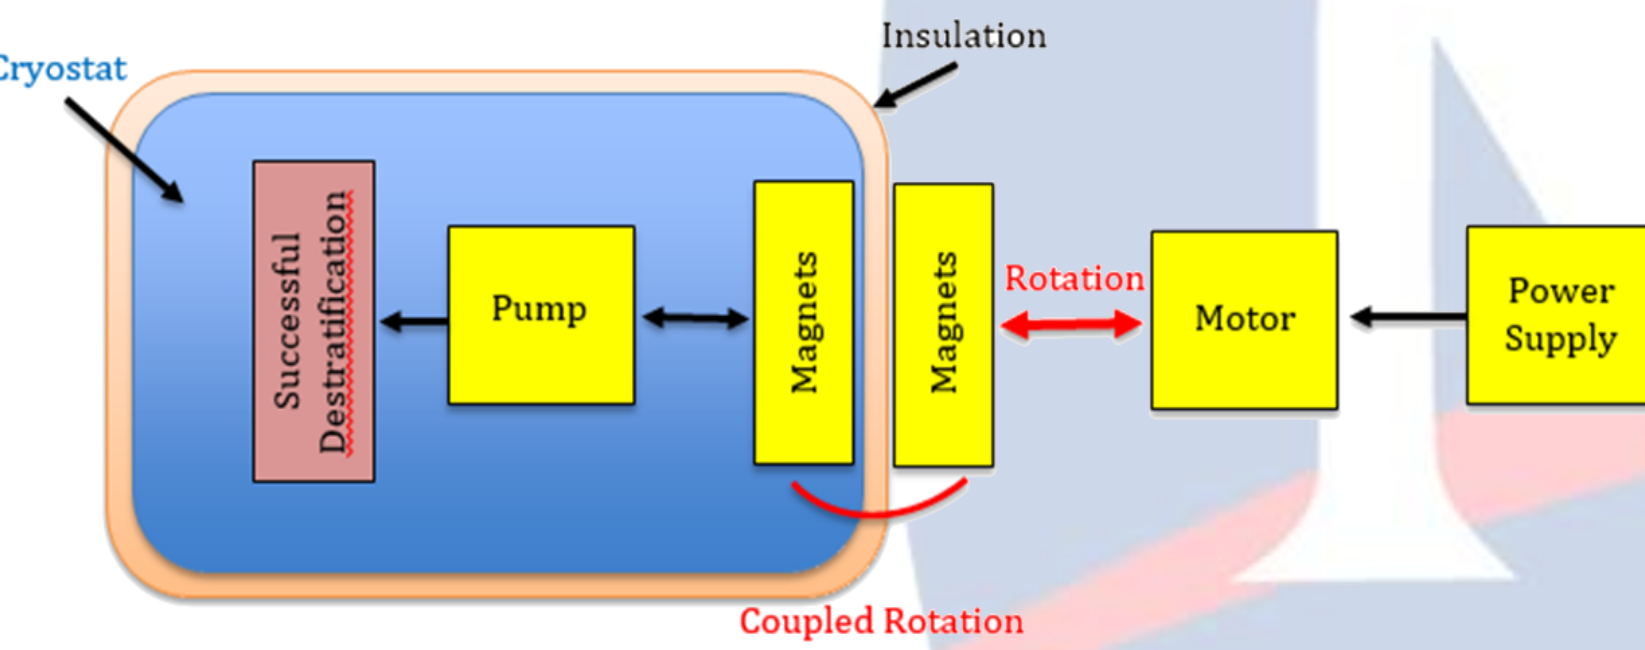 Cryostat
Insulation
Successful
Destratification
Pump
Magnets
Magnets
Rotation
Motor
Power
Supply
Coupled Rotation